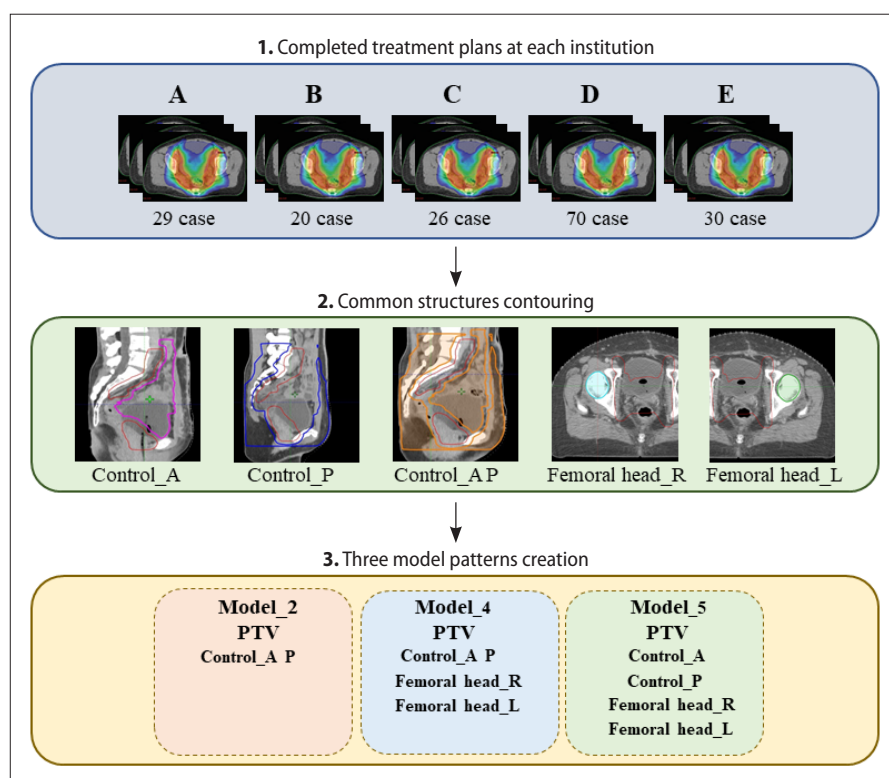 1. Completed treatment plans at each institution
A B C D E
29 case 20 case 26 case 70 case 30 case
2. Common structures contouring
Control_A Control_P Control_A P Femoral head_R Femoral head_L
3. Three model patterns creation
Model_2
PTV
Control_A P
Model_4
PTV
Control_A P
Femoral head_R
Femoral head_L
Model_5
PTV
Control_A
Control_P
Femoral head_R
Femoral head_L